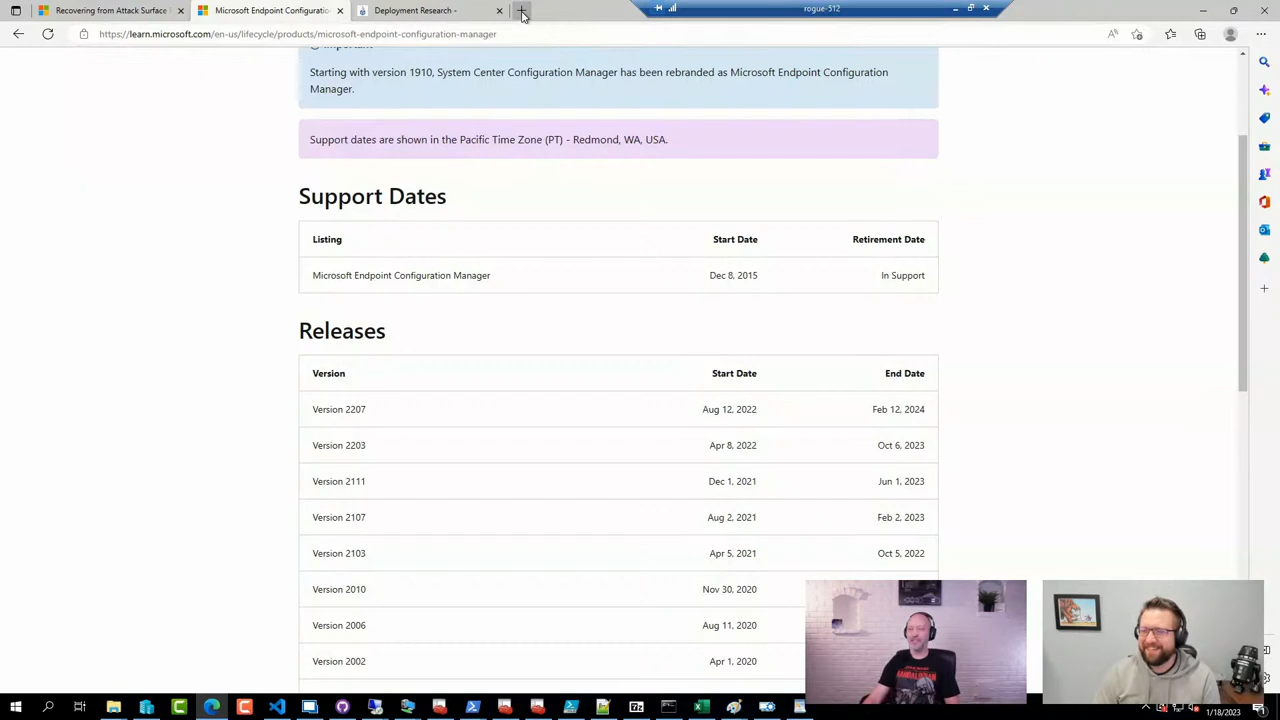 Recovering from Attack Surface
Microsoft Endpoint Configuratio
Deployment Research -
rogue-512
https://learn.microsoft.com/en-us/lifecycle/products/microsoft-endpoint-configuration-manager
Important
Starting with version 1910, System Center Configuration Manager has been rebranded as Microsoft Endpoint Configuration
Manager.
Support dates are shown in the Pacific Time Zone (PT) - Redmond, WA, USA.
Support Dates
Listing Start Date Retirement Date
Microsoft Endpoint Configuration Manager Dec 8, 2015 In Support
Releases
Version Start Date End Date
Version 2207 Aug 12, 2022 Feb 12, 2024
Version 2203 Apr 8, 2022 Oct 6, 2023
Version 2111 Dec 1, 2021 Jun 1, 2023
Version 2107 Aug 2, 2021 Feb 2, 2023
Version 2103 Apr 5, 2021 Oct 5, 2022
Version 2010 Nov 30, 2020
Version 2006 Aug 11, 2020
Version 2002 Apr 1, 2020
STAR WARS
MANDALORIAN
1/18/2023